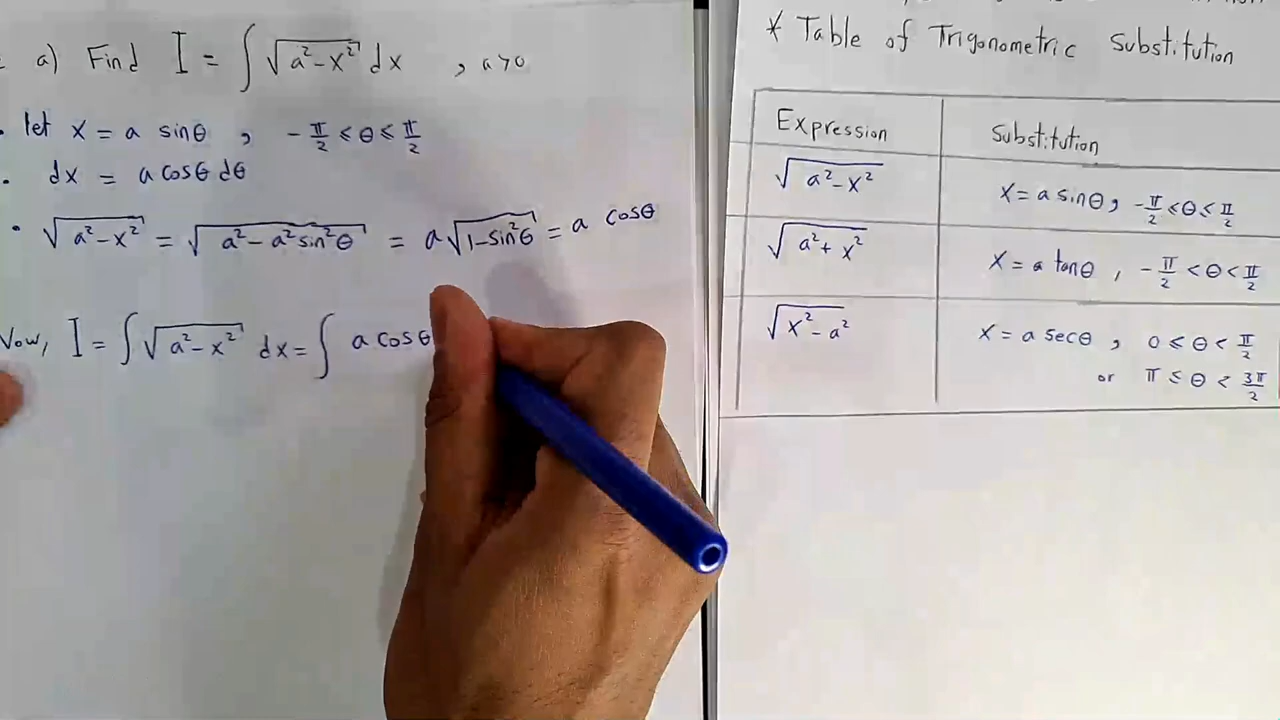 a) Find I = ∫ √(a² - x²) dx , a > 0
• let x = a sinθ , -π/2 ≤ θ ≤ π/2
• dx = a cosθ dθ
• √(a² - x²) = √(a² - a² sin²θ) = a √(1 - sin²θ) = a cosθ
Now, I = ∫ √(a² - x²) dx = ∫ a cosθ
* Table of Trigonometric Substitution
Expression Substitution
√(a² - x²) x = a sinθ, -π/2 ≤ θ ≤ π/2
√(a² + x²) x = a tanθ , -π/2 < θ < π/2
√(x² - a²) x = a secθ , 0 ≤ θ < π/2
or π ≤ θ < 3π/2